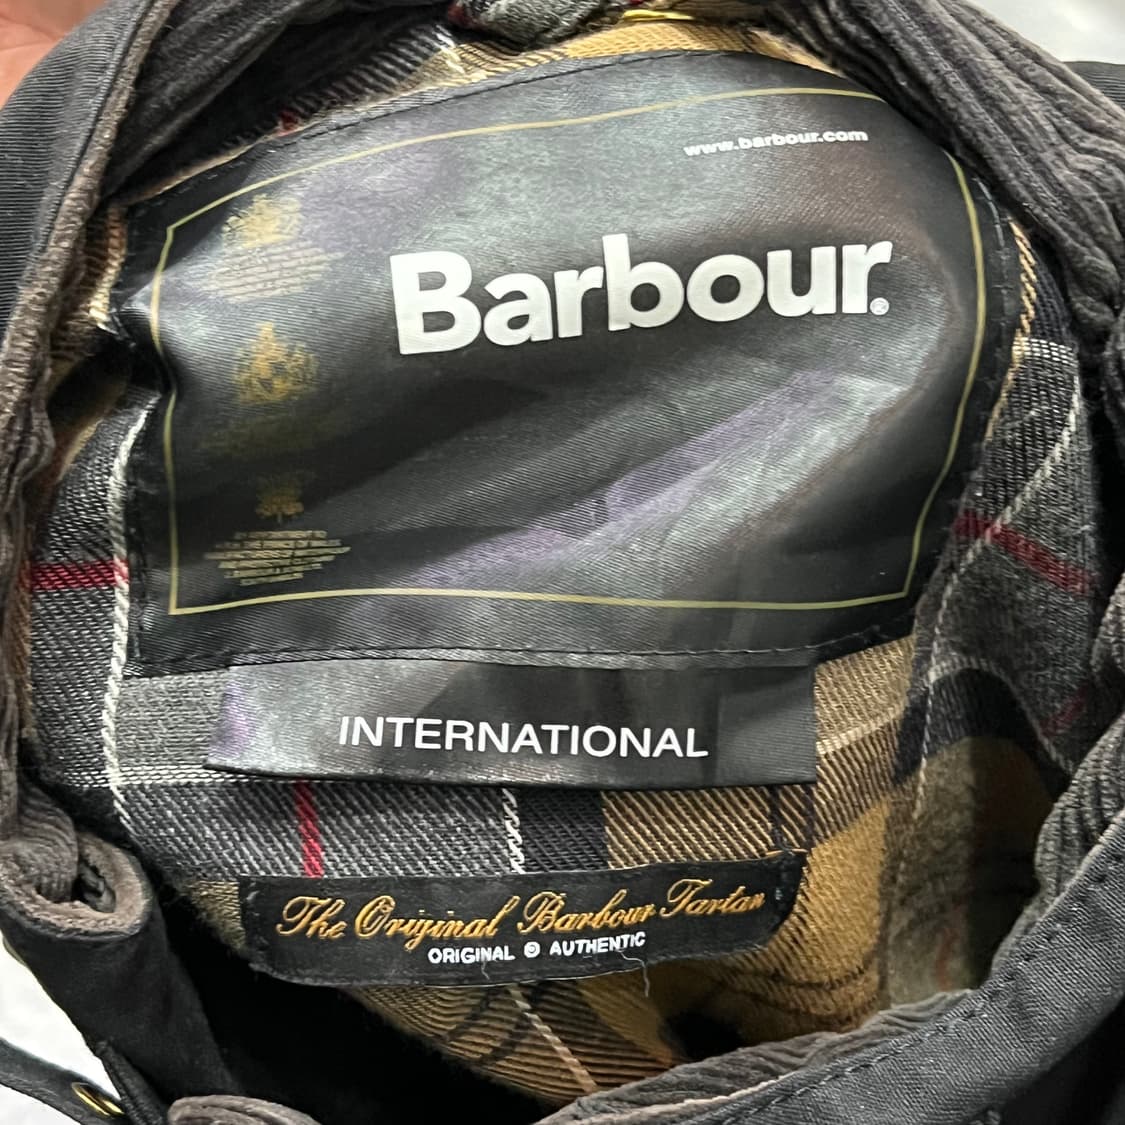 www.barbour.com
Barbour®
INTERNATIONAL
The Original Barbour Tartan
ORIGINAL © AUTHENTIC